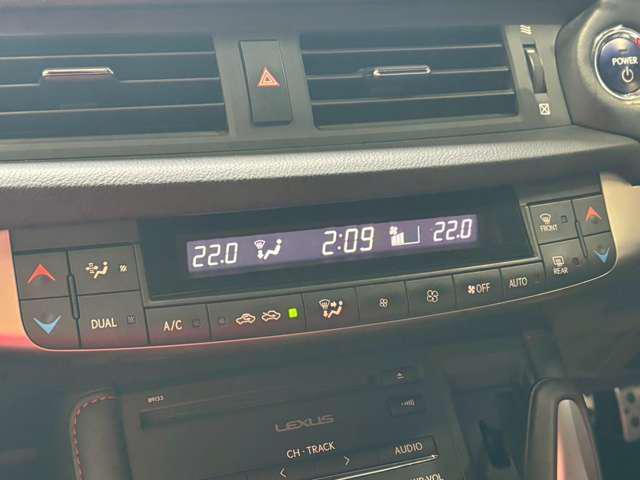 POWER
22.0 2:09 22.0
FRONT
REAR
DUAL A/C OFF AUTO
LEXUS
CH · TRACK AUDIO